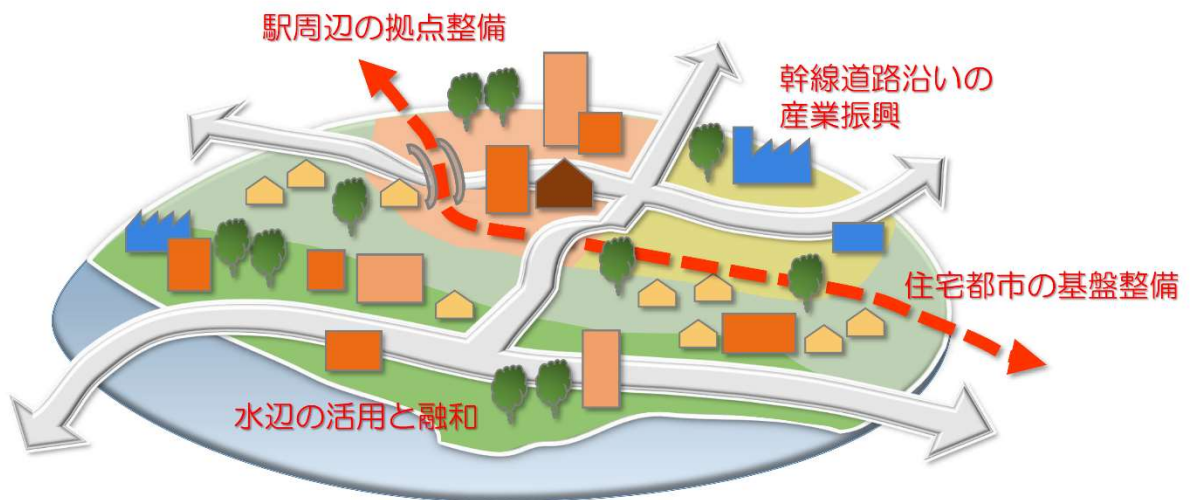 駅周辺の拠点整備
幹線道路沿いの
産業振興
住宅都市の基盤整備
水辺の活用と融和